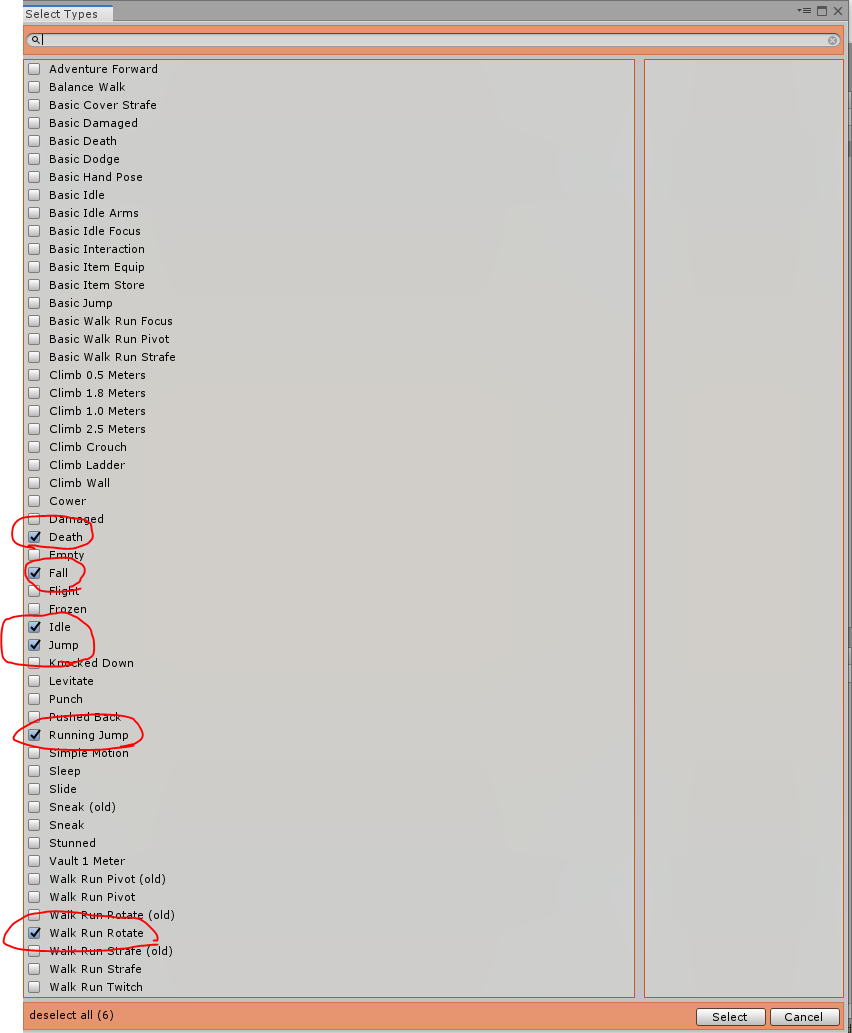 Select Types
Adventure Forward
Balance Walk
Basic Cover Strafe
Basic Damaged
Basic Death
Basic Dodge
Basic Hand Pose
Basic Idle
Basic Idle Arms
Basic Idle Focus
Basic Interaction
Basic Item Equip
Basic Item Store
Basic Jump
Basic Walk Run Focus
Basic Walk Run Pivot
Basic Walk Run Strafe
Climb 0.5 Meters
Climb 1.8 Meters
Climb 1.0 Meters
Climb 2.5 Meters
Climb Crouch
Climb Ladder
Climb Wall
Cower
Damaged
Death
Empty
Fall
Flight
Frozen
Idle
Jump
Knocked Down
Levitate
Punch
Pushed Back
Running Jump
Simple Motion
Sleep
Slide
Sneak (old)
Sneak
Stunned
Vault 1 Meter
Walk Run Pivot (old)
Walk Run Pivot
Walk Run Rotate (old)
Walk Run Rotate
Walk Run Strafe (old)
Walk Run Strafe
Walk Run Twitch
deselect all (6)
Select
Cancel